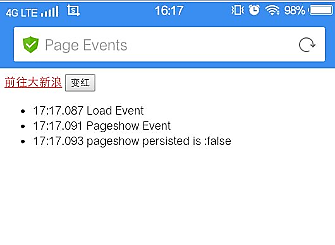 4G LTE 16:17 98%
Page Events
前往大新浪 变红
17:17.087 Load Event
17:17.091 Pageshow Event
17:17.093 pageshow persisted is :false